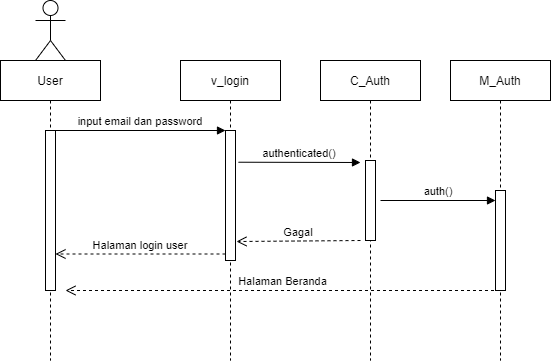 User
v_login
C_Auth
M_Auth
input email dan password
authenticated()
auth()
Gagal
Halaman login user
Halaman Beranda